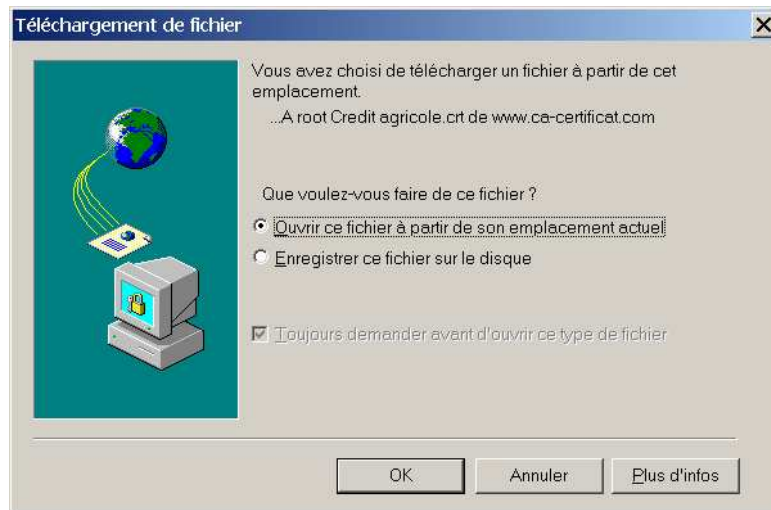 Téléchargement de fichier
Vous avez choisi de télécharger un fichier à partir de cet
emplacement.
...A root Credit agricole.crt de www.ca-certificat.com
Que voulez-vous faire de ce fichier ?
Ouvrir ce fichier à partir de son emplacement actuel
Enregistrer ce fichier sur le disque
Toujours demander avant d'ouvrir ce type de fichier
OK
Annuler
Plus d'infos